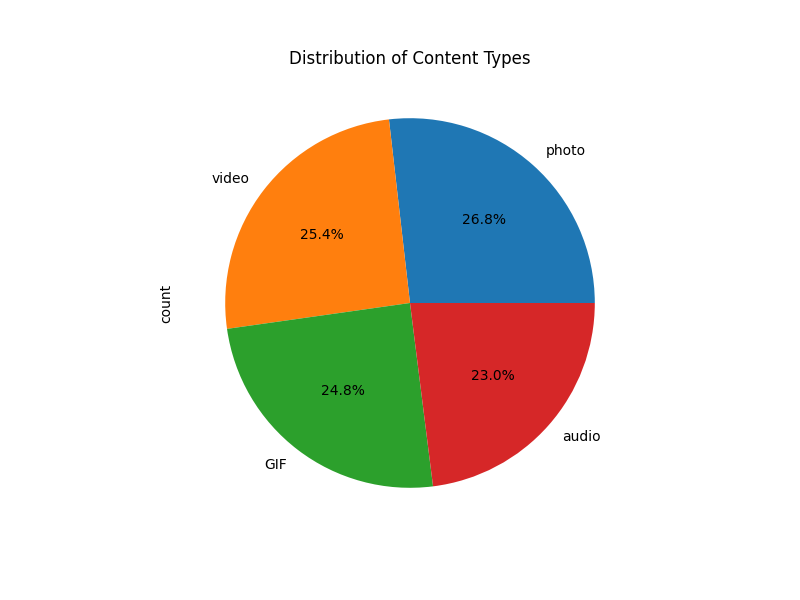 Distribution of Content Types
photo
video
26.8%
25.4%
count
24.8%
23.0%
GIF
audio